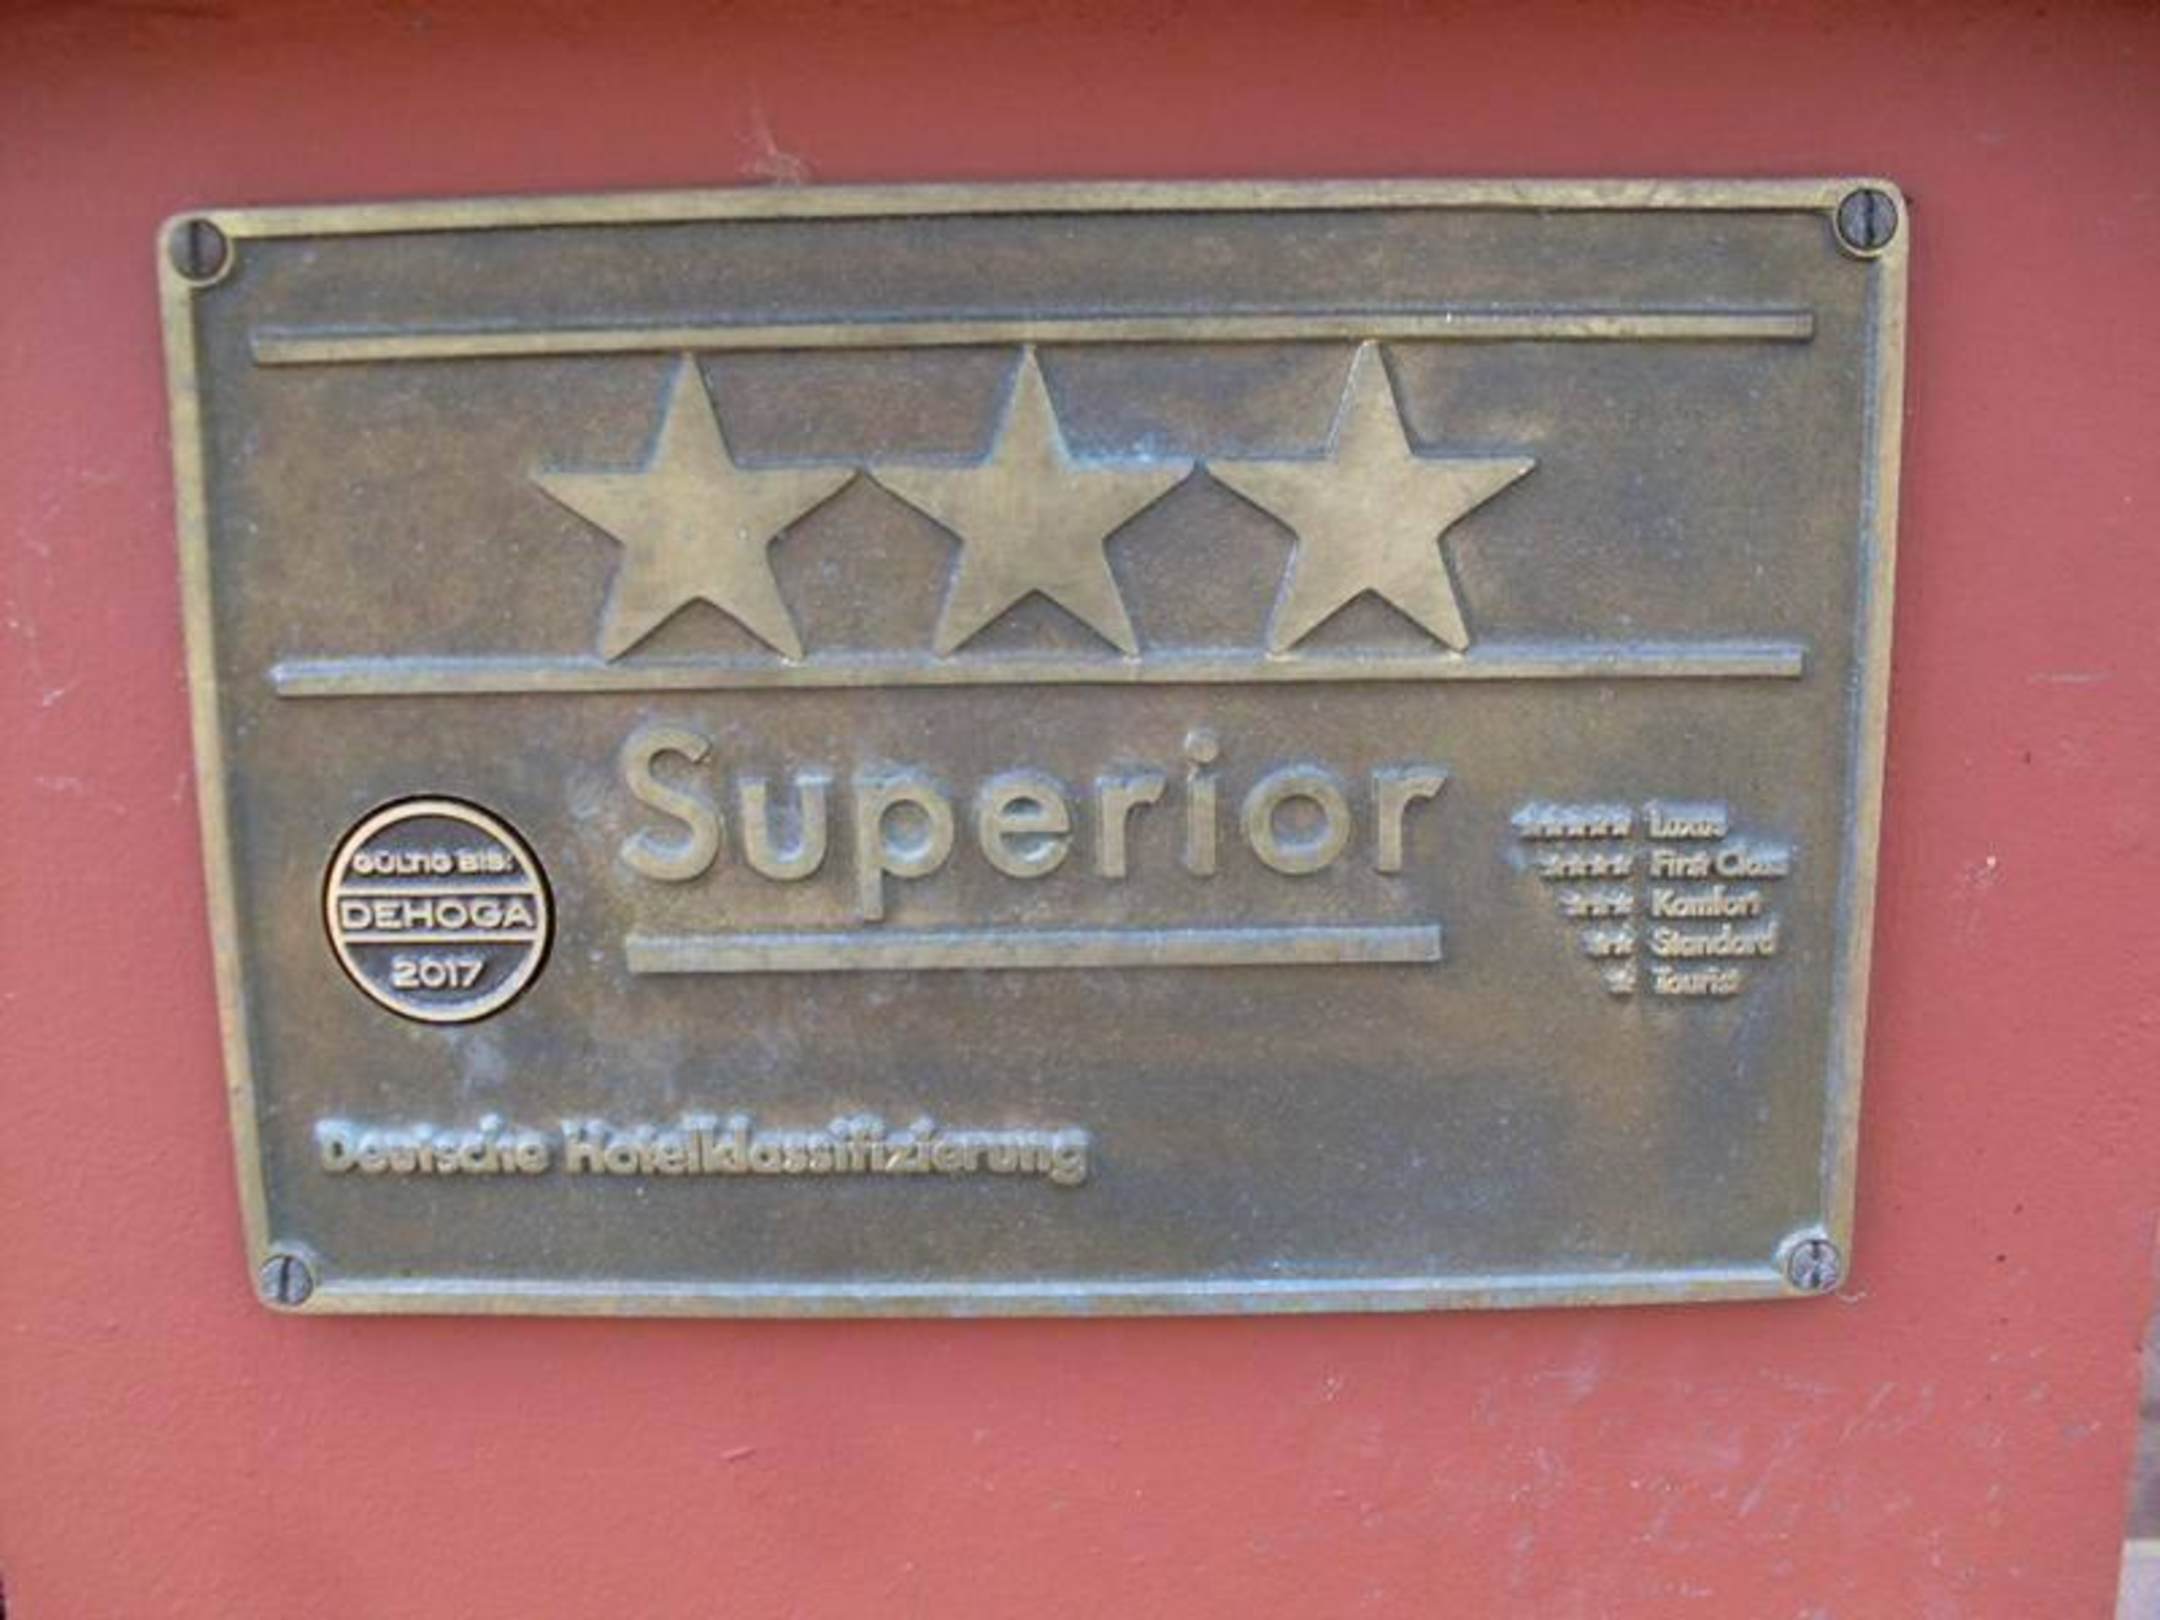 Superior
GÜLTIG BIS:
DEHOGA
2017
***** Luxus
**** First Class
*** Komfort
** Standard
* Tourist
Deutsche Hotelklassifizierung